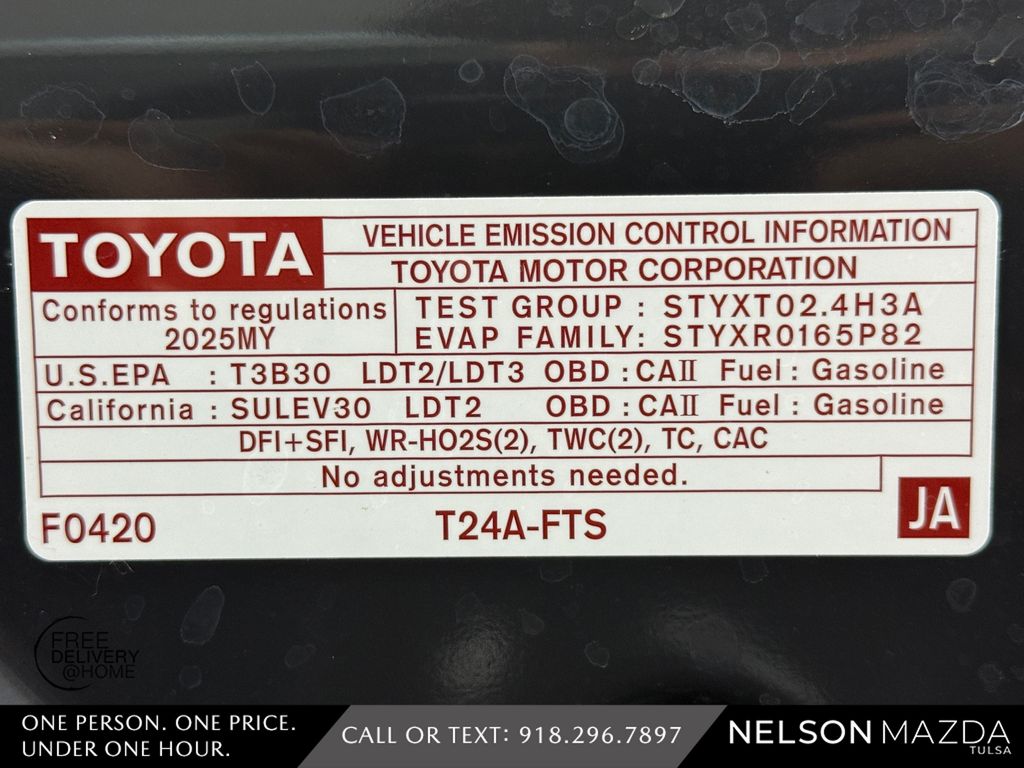 TOYOTA
VEHICLE EMISSION CONTROL INFORMATION
TOYOTA MOTOR CORPORATION
Conforms to regulations
2025MY
TEST GROUP : STYXT02.4H3A
EVAP FAMILY: STYXR0165P82
U.S.EPA : T3B30 LDT2/LDT3 OBD : CAII Fuel : Gasoline
California : SULEV30 LDT2 OBD : CAII Fuel : Gasoline
DFI+SFI, WR-HO2S(2), TWC(2), TC, CAC
No adjustments needed.
F0420
T24A-FTS
JA
FREE
DELIVERY
@HOME
ONE PERSON. ONE PRICE.
UNDER ONE HOUR.
CALL OR TEXT: 918.296.7897
NELSON MAZDA
TULSA